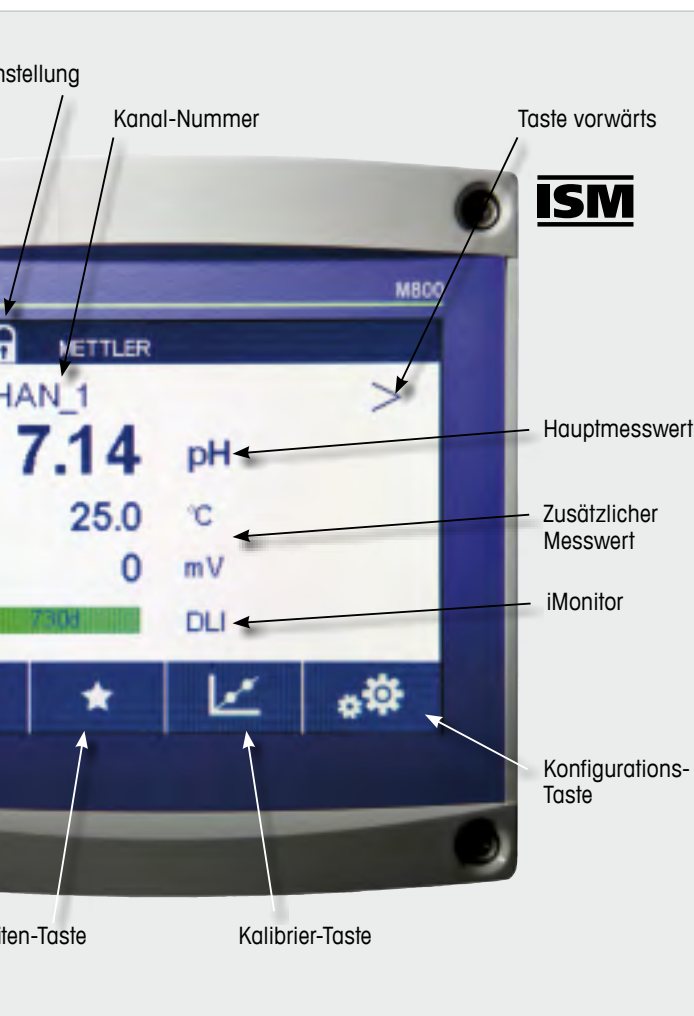 nstellung
Kanal-Nummer
Taste vorwärts
ISM
M800
METTLER
HAN_1
>
7.14 pH
Hauptmesswert
25.0 °C
Zusätzlicher
Messwert
0 mV
iMonitor
730d DLI
Konfigurations-
Taste
iten-Taste
Kalibrier-Taste